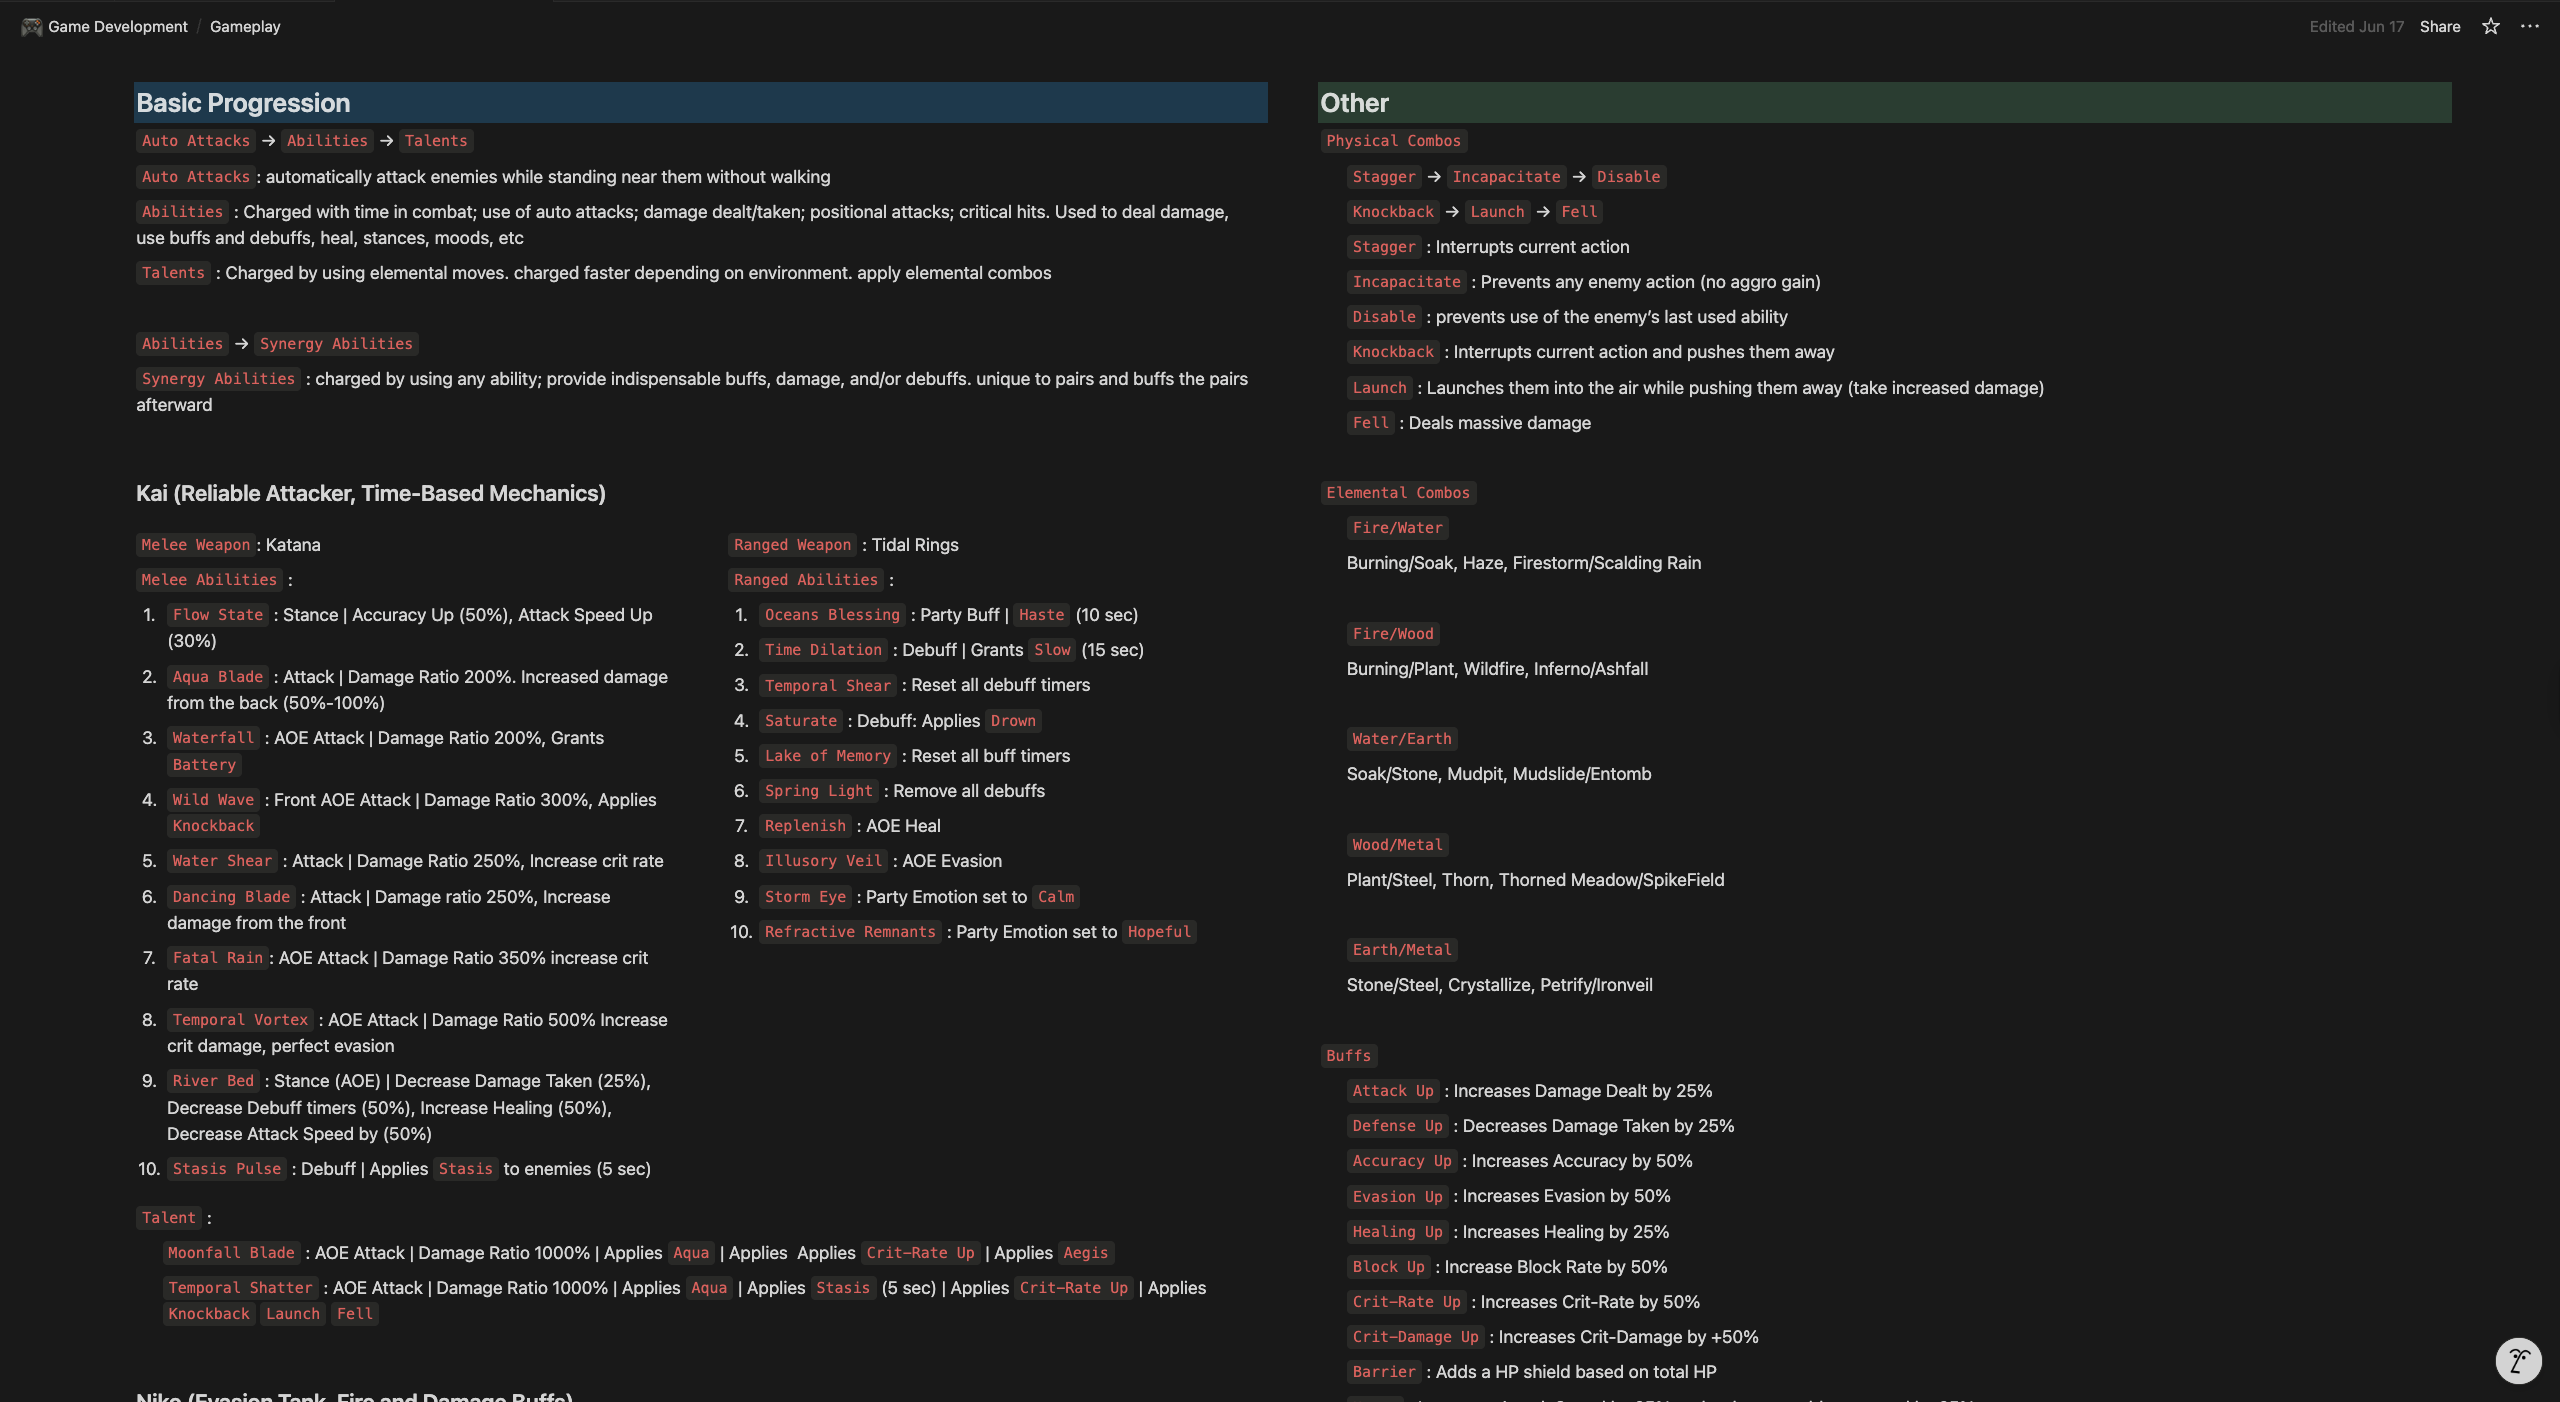 Game Development / Gameplay
Edited Jun 17 Share
Basic Progression
Auto Attacks → Abilities → Talents
Auto Attacks : automatically attack enemies while standing near them without walking
Abilities : Charged with time in combat; use of auto attacks; damage dealt/taken; positional attacks; critical hits. Used to deal damage,
use buffs and debuffs, heal, stances, moods, etc
Talents : Charged by using elemental moves. charged faster depending on environment. apply elemental combos
Abilities → Synergy Abilities
Synergy Abilities : charged by using any ability; provide indispensable buffs, damage, and/or debuffs. unique to pairs and buffs the pairs
afterward
Kai (Reliable Attacker, Time-Based Mechanics)
Melee Weapon : Katana
Melee Abilities :
1. Flow State : Stance | Accuracy Up (50%), Attack Speed Up
(30%)
2. Aqua Blade : Attack | Damage Ratio 200%. Increased damage
from the back (50%-100%)
3. Waterfall : AOE Attack | Damage Ratio 200%, Grants
Battery
4. Wild Wave : Front AOE Attack | Damage Ratio 300%, Applies
Knockback
5. Water Shear : Attack | Damage Ratio 250%, Increase crit rate
6. Dancing Blade : Attack | Damage ratio 250%, Increase
damage from the front
7. Fatal Rain : AOE Attack | Damage Ratio 350% increase crit
rate
8. Temporal Vortex : AOE Attack | Damage Ratio 500% Increase
crit damage, perfect evasion
9. River Bed : Stance (AOE) | Decrease Damage Taken (25%),
Decrease Debuff timers (50%), Increase Healing (50%),
Decrease Attack Speed by (50%)
10. Stasis Pulse : Debuff | Applies Stasis to enemies (5 sec)
Ranged Weapon : Tidal Rings
Ranged Abilities :
1. Oceans Blessing : Party Buff | Haste (10 sec)
2. Time Dilation : Debuff | Grants Slow (15 sec)
3. Temporal Shear : Reset all debuff timers
4. Saturate : Debuff: Applies Drown
5. Lake of Memory : Reset all buff timers
6. Spring Light : Remove all debuffs
7. Replenish : AOE Heal
8. Illusory Veil : AOE Evasion
9. Storm Eye : Party Emotion set to Calm
10. Refractive Remnants : Party Emotion set to Hopeful
Talent :
Moonfall Blade : AOE Attack | Damage Ratio 1000% | Applies Aqua | Applies Applies Crit-Rate Up | Applies Aegis
Temporal Shatter : AOE Attack | Damage Ratio 1000% | Applies Aqua | Applies Stasis (5 sec) | Applies Crit-Rate Up | Applies
Knockback Launch Fell
(Evasion Tank, Fire and Damage Buffs)
Other
Physical Combos
Stagger → Incapacitate → Disable
Knockback → Launch → Fell
Stagger : Interrupts current action
Incapacitate : Prevents any enemy action (no aggro gain)
Disable : prevents use of the enemy’s last used ability
Knockback : Interrupts current action and pushes them away
Launch : Launches them into the air while pushing them away (take increased damage)
Fell : Deals massive damage
Elemental Combos
Fire/Water
Burning/Soak, Haze, Firestorm/Scalding Rain
Fire/Wood
Burning/Plant, Wildfire, Inferno/Ashfall
Water/Earth
Soak/Stone, Mudpit, Mudslide/Entomb
Wood/Metal
Plant/Steel, Thorn, Thorned Meadow/SpikeField
Earth/Metal
Stone/Steel, Crystallize, Petrify/Ironveil
Buffs
Attack Up : Increases Damage Dealt by 25%
Defense Up : Decreases Damage Taken by 25%
Accuracy Up : Increases Accuracy by 50%
Evasion Up : Increases Evasion by 50%
Healing Up : Increases Healing by 25%
Block Up : Increase Block Rate by 50%
Crit-Rate Up : Increases Crit-Rate by 50%
Crit-Damage Up : Increases Crit-Damage by +50%
Barrier : Adds a HP shield based on total HP